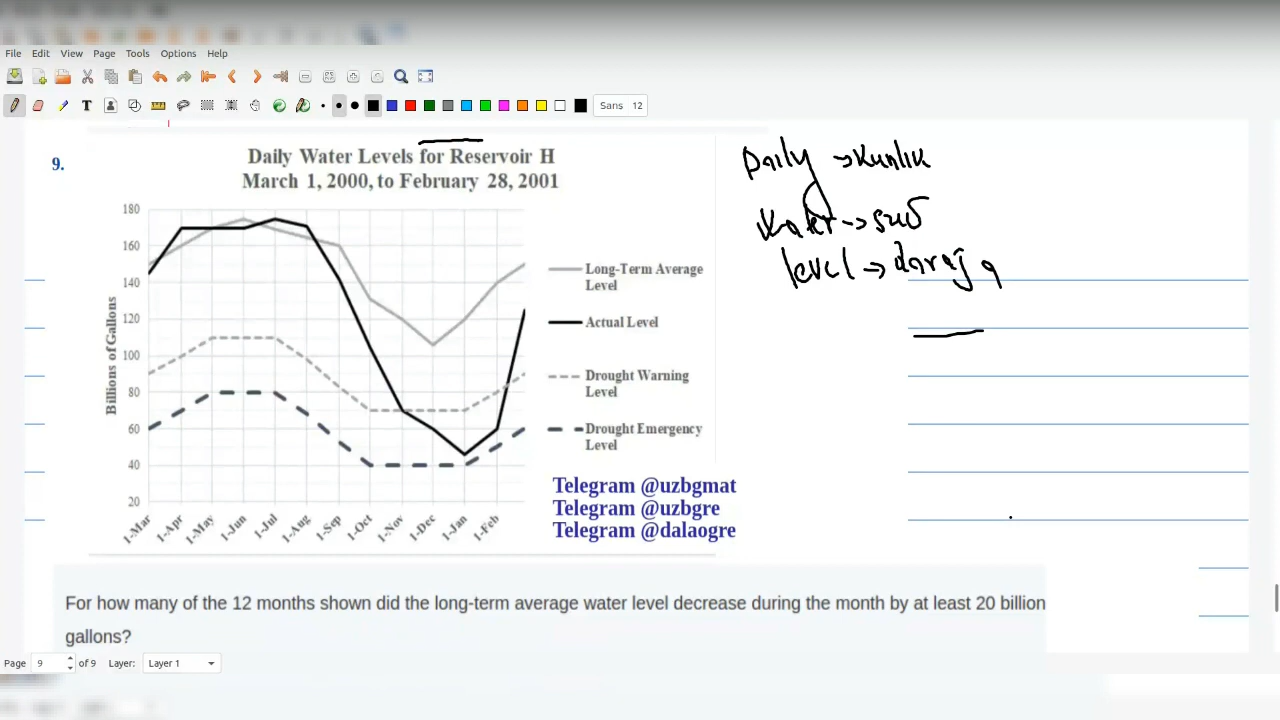 File Edit View Page Tools Options Help
T Sans 12
9.
Daily Water Levels for Reservoir H
March 1, 2000, to February 28, 2001
Billions of Gallons
180
160
140
120
100
80
60
40
20
1-Mar 1-Apr 1-May 1-Jun 1-Jul 1-Aug 1-Sep 1-Oct 1-Nov 1-Dec 1-Jan 1-Feb
Long-Term Average
Level
Actual Level
Drought Warning
Level
Drought Emergency
Level
Telegram @uzbgmat
Telegram @uzbgre
Telegram @dalaogre
Daily → kunlik
Water → suv
level → daraja
For how many of the 12 months shown did the long-term average water level decrease during the month by at least 20 billion
gallons?
Page 9 of 9 Layer: Layer 1